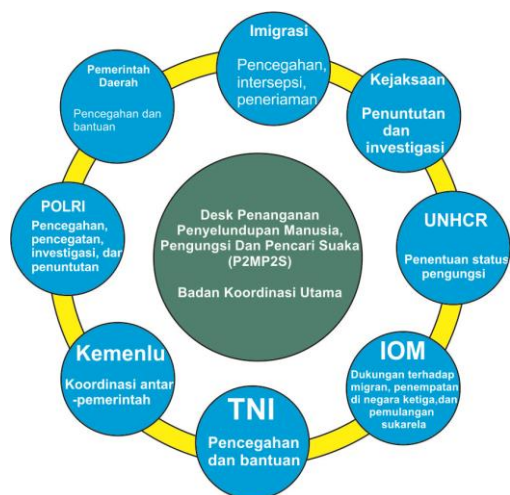 Imigrasi
Pencegahan,
intersepsi,
peneriaman
Kejaksaan
Penuntutan
dan
investigasi
UNHCR
Penentuan status
pengungsi
IOM
Dukungan terhadap
migran, penempatan
di negara ketiga,dan
pemulangan
sukarela
TNI
Pencegahan
dan bantuan
Kemenlu
Koordinasi antar
-pemerintah
POLRI
Pencegahan,
pencegatan,
investigasi, dan
penuntutan
Pemerintah
Daerah
Pencegahan dan
bantuan
Desk Penanganan
Penyelundupan Manusia,
Pengungsi Dan Pencari Suaka
(P2MP2S)
Badan Koordinasi Utama